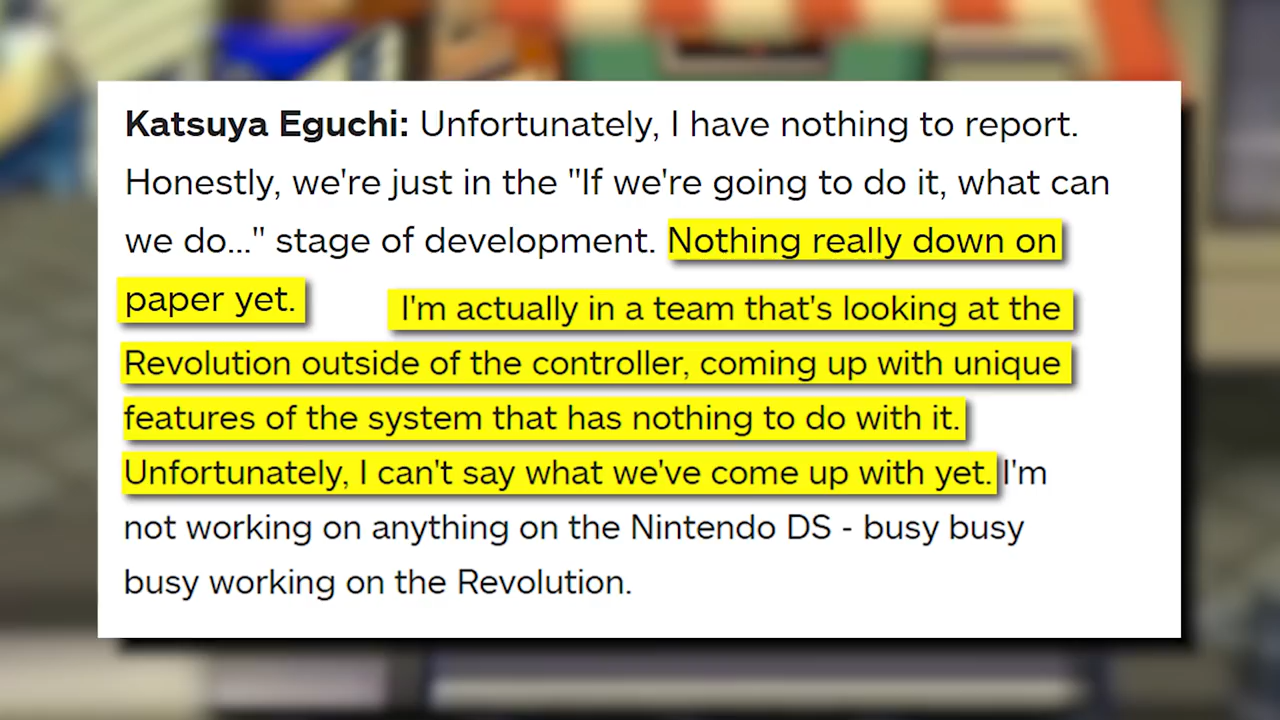 Katsuya Eguchi: Unfortunately, I have nothing to report.
Honestly, we're just in the "If we're going to do it, what can
we do..." stage of development. Nothing really down on
paper yet.
I'm actually in a team that's looking at the
Revolution outside of the controller, coming up with unique
features of the system that has nothing to do with it.
Unfortunately, I can't say what we've come up with yet. I'm
not working on anything on the Nintendo DS - busy busy
busy working on the Revolution.